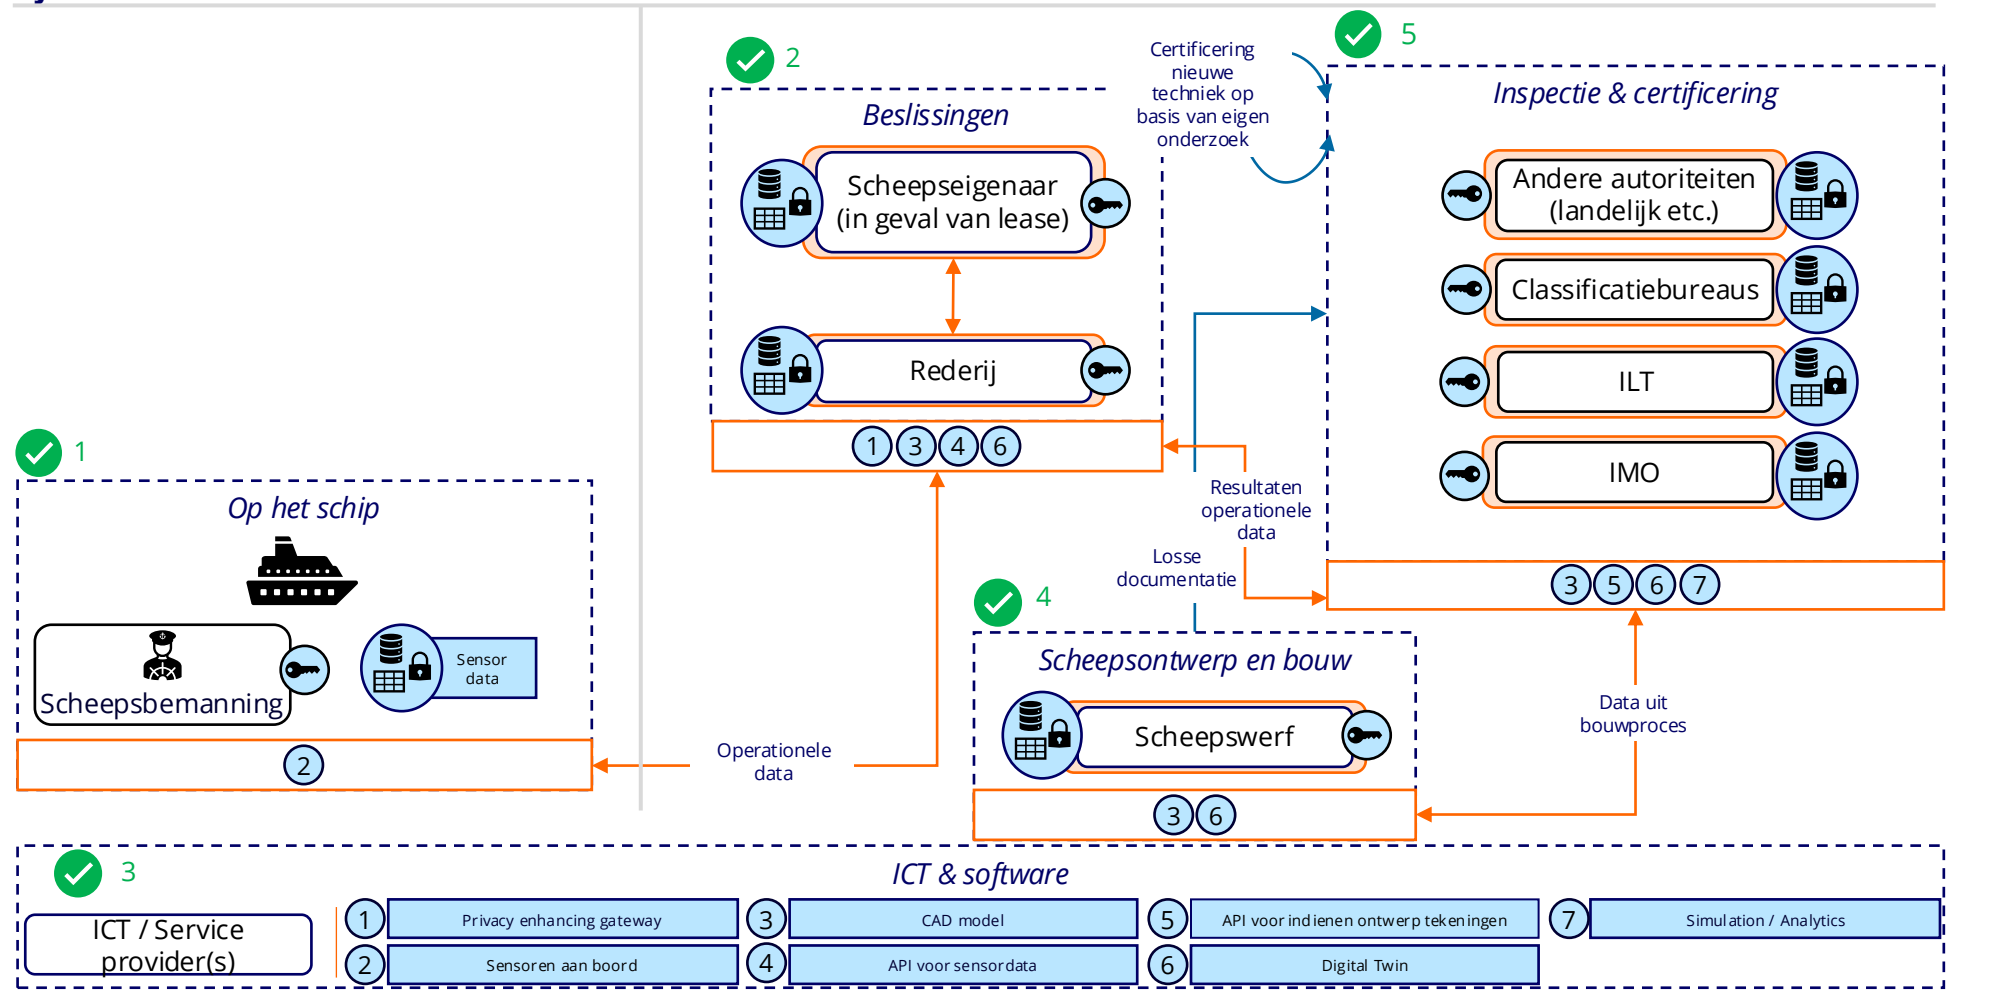 2
5
Certificering
nieuwe
techniek op
basis van eigen
onderzoek
Beslissingen
Inspectie & certificering
Scheepseigenaar
(in geval van lease)
Andere autoriteiten
(landelijk etc.)
Classificatiebureaus
Rederij
ILT
IMO
1 3 4 6
1
Op het schip
Resultaten
operationele
data
Losse
documentatie
3 5 6 7
4
Scheepsbemanning
Sensor
data
Scheepsontwerp en bouw
Scheepswerf
Data uit
bouwproces
Operationele
data
2
3 6
3
ICT & software
ICT / Service
provider(s)
1 Privacy enhancing gateway
2 Sensoren aan boord
3 CAD model
4 API voor sensordata
5 API voor indienen ontwerp tekeningen
6 Digital Twin
7 Simulation / Analytics